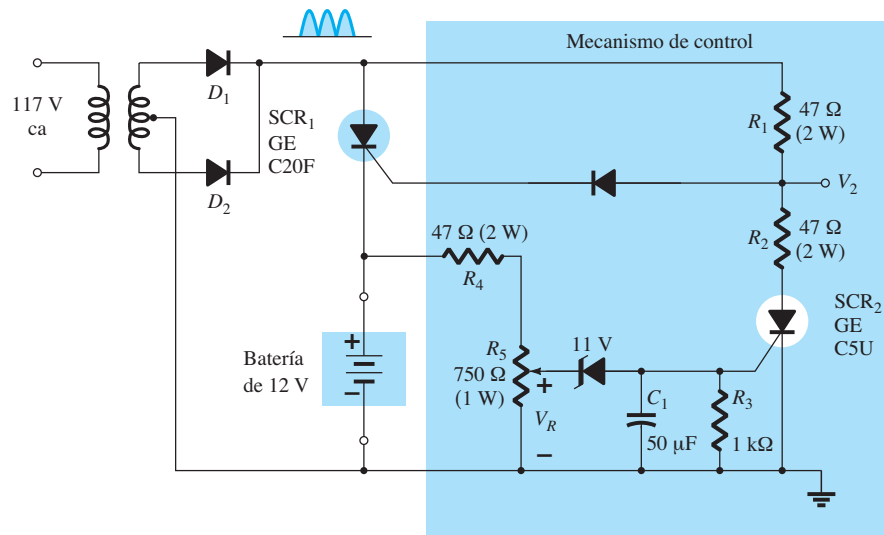 Mecanismo de control
117 V
ca
D1
D2
SCR1
GE
C20F
R1
47 Ω
(2 W)
V2
R2
47 Ω
(2 W)
47 Ω (2 W)
R4
SCR2
GE
C5U
+
−
Batería
de 12 V
R5
750 Ω
(1 W)
+
VR
−
11 V
C1
50 μF
R3
1 kΩ